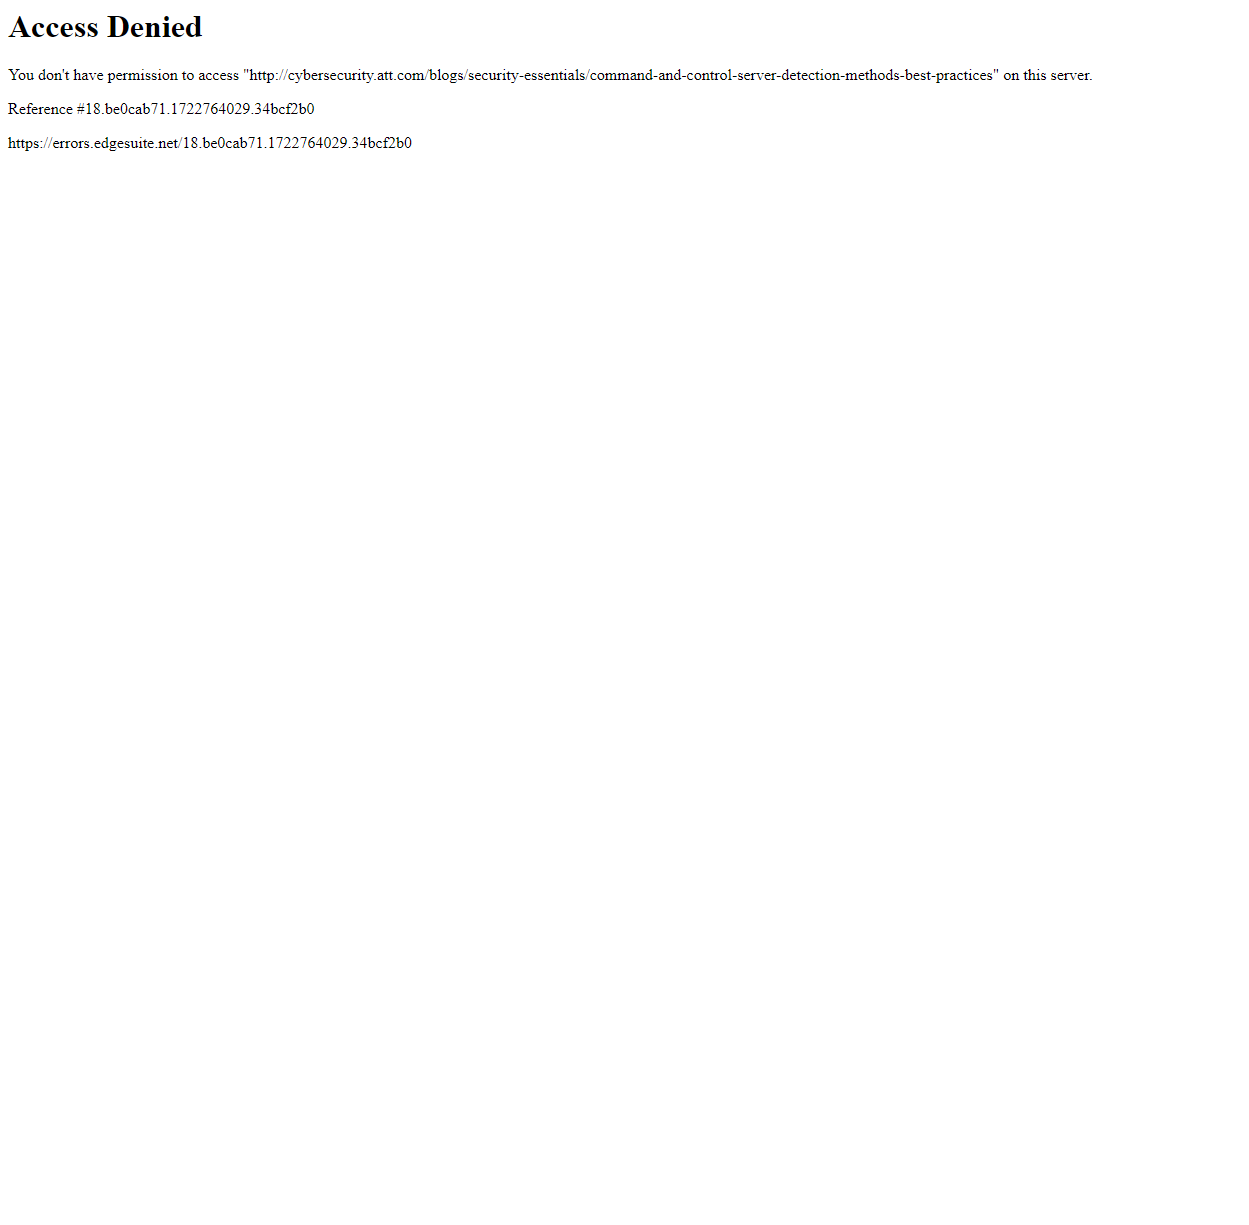 Access Denied
You don't have permission to access "http://cybersecurity.att.com/blogs/security-essentials/command-and-control-server-detection-methods-best-practices" on this server.
Reference #18.be0cab71.1722764029.34bcf2b0
https://errors.edgesuite.net/18.be0cab71.1722764029.34bcf2b0